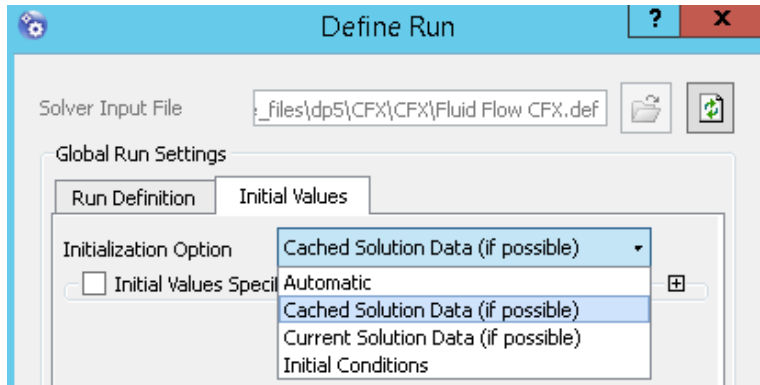 Define Run
?
x
Solver Input File
:_files\dp5\CFX\CFX\Fluid Flow CFX.def
Global Run Settings
Run Definition
Initial Values
Initialization Option
Cached Solution Data (if possible)
Initial Values Specif
Automatic
Cached Solution Data (if possible)
Current Solution Data (if possible)
Initial Conditions